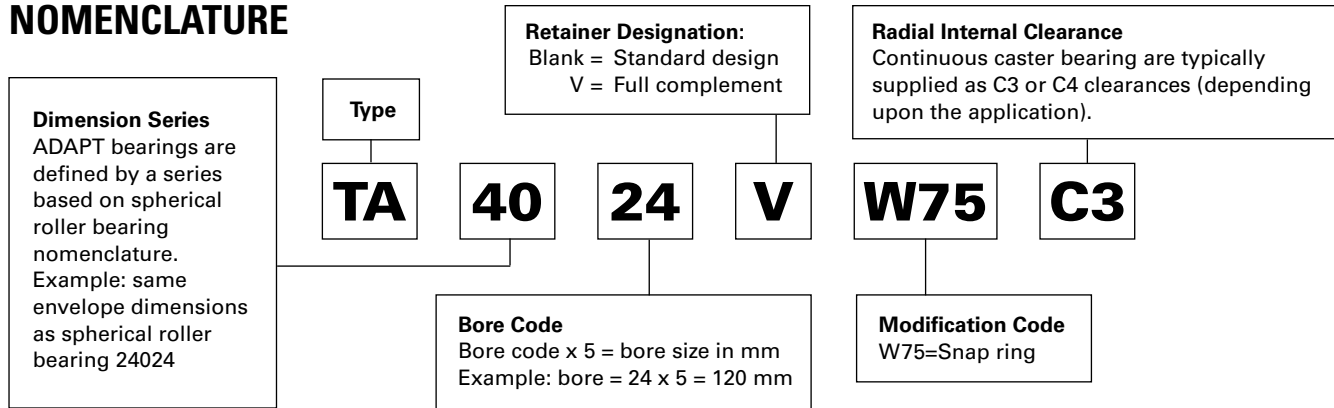 NOMENCLATURE
Retainer Designation:
Blank = Standard design
V = Full complement
Radial Internal Clearance
Continuous caster bearing are typically
supplied as C3 or C4 clearances (depending
upon the application).
Dimension Series
ADAPT bearings are
defined by a series
based on spherical
roller bearing
nomenclature.
Example: same
envelope dimensions
as spherical roller
bearing 24024
Type
TA 40 24 V W75 C3
Bore Code
Bore code x 5 = bore size in mm
Example: bore = 24 x 5 = 120 mm
Modification Code
W75=Snap ring